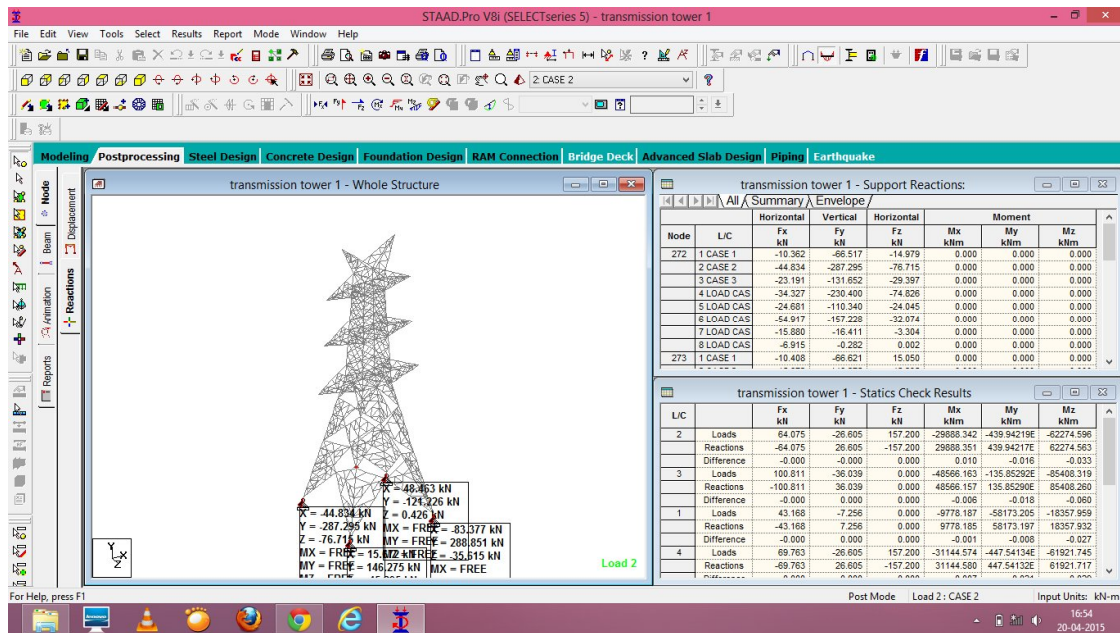 STAAD.Pro V8i (SELECTseries 5) - transmission tower 1
File Edit View Tools Select Results Report Mode Window Help
2: CASE 2
Modeling Postprocessing Steel Design Concrete Design Foundation Design RAM Connection Bridge Deck Advanced Slab Design Piping Earthquake
Node
Beam
Animation
Reports
Displacement
Reactions
transmission tower 1 - Whole Structure
X = 48.463 kN
Y = -121.226 kN
Z = 0.426 kN
MX = FREE
X = -44.834 kN
Y = -287.295 kN
Z = -76.715 kN
MX = FREE
MY = FREE
X = -83.377 kN
Y = 288.851 kN
Z = -35.615 kN
MX = FREE
Y = 146.275 kN
Load 2
Y
X
Z
transmission tower 1 - Support Reactions:
All Summary Envelope
Horizontal Vertical Horizontal Moment
Node L/C Fx kN Fy kN Fz kN Mx kNm My kNm Mz kNm
272 1 CASE 1 -10.362 -66.517 -14.979 0.000 0.000 0.000
2 CASE 2 -44.834 -287.295 -76.715 0.000 0.000 0.000
3 CASE 3 -23.191 -131.652 -29.397 0.000 0.000 0.000
4 LOAD CAS -34.327 -230.400 -74.826 0.000 0.000 0.000
5 LOAD CAS -24.681 -110.340 -24.045 0.000 0.000 0.000
6 LOAD CAS -54.917 -157.228 -32.074 0.000 0.000 0.000
7 LOAD CAS -15.880 -16.411 -3.304 0.000 0.000 0.000
8 LOAD CAS -6.915 -0.282 0.002 0.000 0.000 0.000
273 1 CASE 1 -10.408 -66.621 15.050 0.000 0.000 0.000
transmission tower 1 - Statics Check Results
L/C Fx kN Fy kN Fz kN Mx kNm My kNm Mz kNm
2 Loads 64.075 -26.605 157.200 -29888.342 -439.94219E -62274.596
Reactions -64.075 26.605 -157.200 29888.351 439.94217E 62274.563
Difference -0.000 -0.000 0.000 0.010 -0.016 -0.033
3 Loads 100.811 -36.039 0.000 -48566.163 -135.85292E -85408.319
Reactions -100.811 36.039 0.000 48566.157 135.85290E 85408.260
Difference -0.000 0.000 -0.000 -0.006 -0.018 -0.060
1 Loads 43.168 -7.256 0.000 -9778.187 -58173.205 -18357.959
Reactions -43.168 7.256 0.000 9778.185 58173.197 18357.932
Difference -0.000 0.000 -0.000 -0.001 -0.008 -0.027
4 Loads 69.763 -26.605 157.200 -31144.574 -447.54134E -61921.745
Reactions -69.763 26.605 -157.200 31144.580 447.54132E 61921.717
For Help, press F1
Post Mode Load 2 : CASE 2 Input Units: kN-m
16:54
20-04-2015